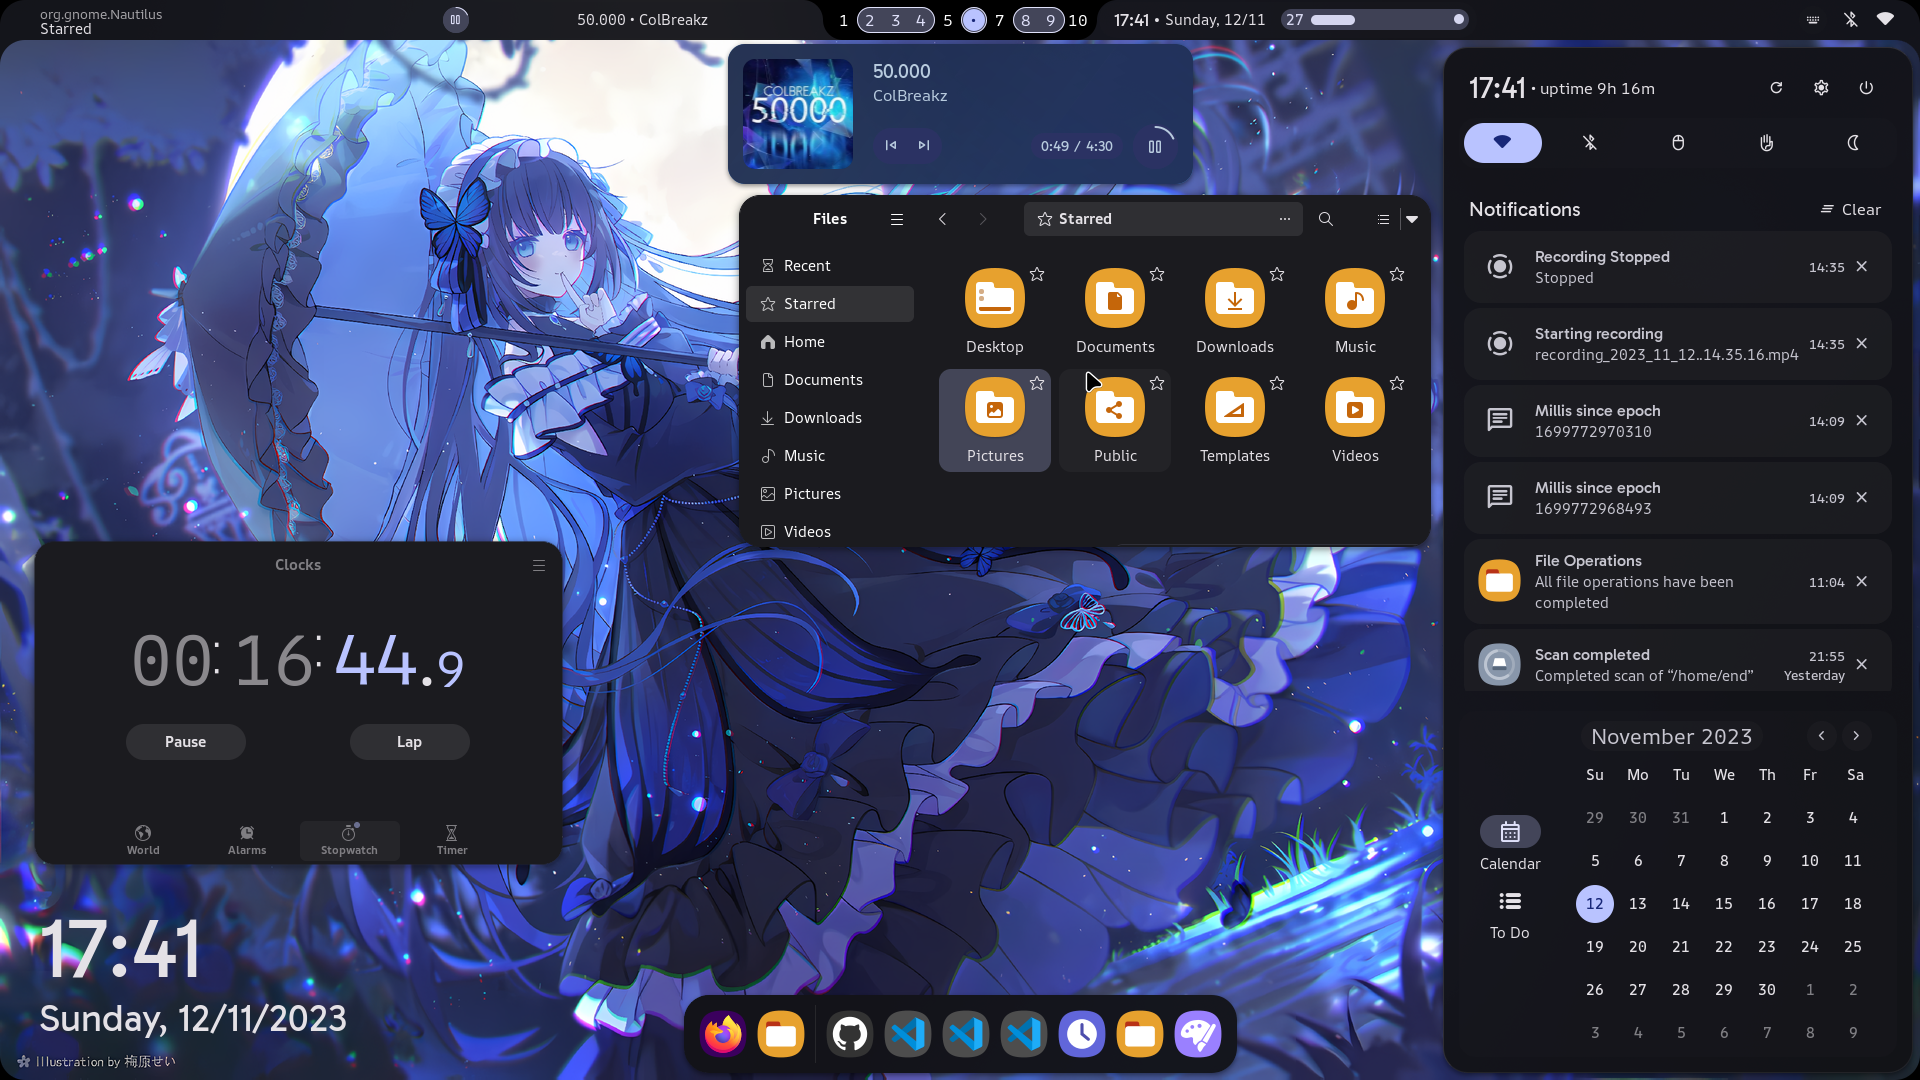 org.gnome.Nautilus
Starred
50.000 • ColBreakz
1 2 3 4 5 • 7 8 9 10
17:41 • Sunday, 12/11
27
COLBREAKZ
50000
50.000
ColBreakz
0:49 / 4:30
Files
Starred
Recent
Starred
Home
Documents
Downloads
Music
Pictures
Videos
Desktop
Documents
Downloads
Music
Pictures
Public
Templates
Videos
Clocks
00:16:44.9
Pause
Lap
World
Alarms
Stopwatch
Timer
17:41
Sunday, 12/11/2023
Illustration by 梅原せい
17:41 • uptime 9h 16m
Notifications
Clear
Recording Stopped
Stopped
14:35
Starting recording
recording_2023_11_12..14.35.16.mp4
14:35
Millis since epoch
1699772970310
14:09
Millis since epoch
1699772968493
14:09
File Operations
All file operations have been
completed
11:04
Scan completed
Completed scan of “/home/end”
21:55
Yesterday
Calendar
To Do
November 2023
Su Mo Tu We Th Fr Sa
29 30 31 1 2 3 4
5 6 7 8 9 10 11
12 13 14 15 16 17 18
19 20 21 22 23 24 25
26 27 28 29 30 1 2
3 4 5 6 7 8 9